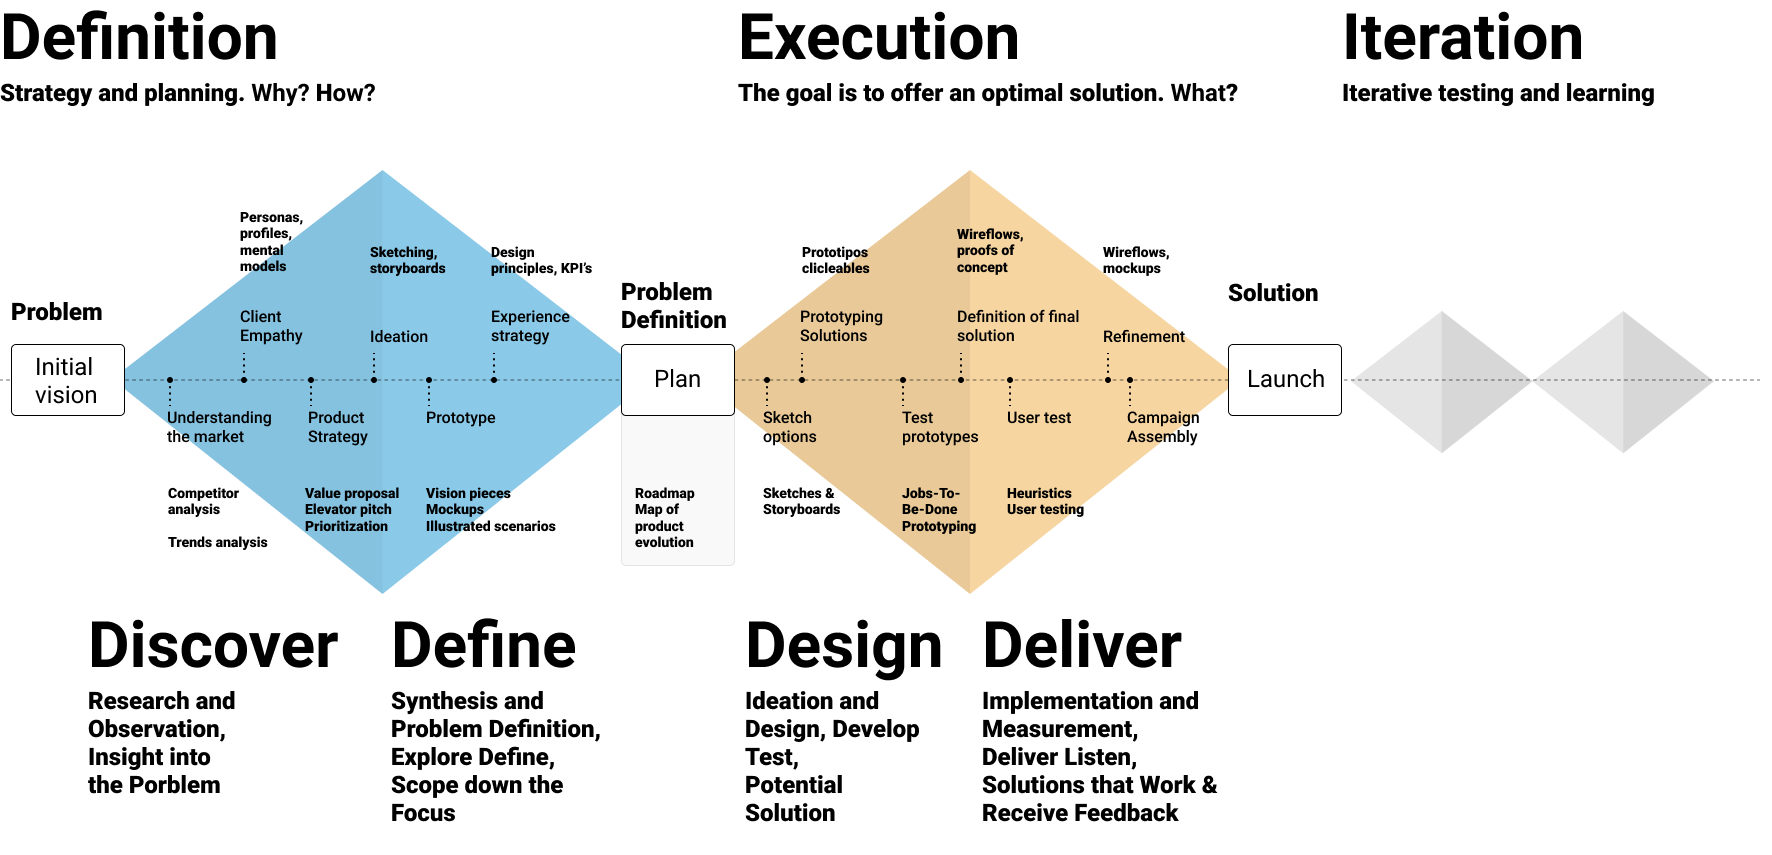 Definition
Strategy and planning. Why? How?
Execution
The goal is to offer an optimal solution. What?
Iteration
Iterative testing and learning
Problem
Initial
vision
Personas,
profiles,
mental
models
Client
Empathy
Sketching,
storyboards
Ideation
Design
principles, KPI's
Experience
strategy
Understanding
the market
Competitor
analysis
Trends analysis
Product
Strategy
Value proposal
Elevator pitch
Prioritization
Prototype
Vision pieces
Mockups
Illustrated scenarios
Problem
Definition
Plan
Roadmap
Map of
product
evolution
Prototipos
clicleables
Prototyping
Solutions
Wireflows,
proofs of
concept
Definition of final
solution
Wireflows,
mockups
Refinement
Sketch
options
Sketches &
Storyboards
Test
prototypes
Jobs-To-
Be-Done
Prototyping
User test
Heuristics
User testing
Campaign
Assembly
Solution
Launch
Discover
Research and
Observation,
Insight into
the Porblem
Define
Synthesis and
Problem Definition,
Explore Define,
Scope down the
Focus
Design
Ideation and
Design, Develop
Test,
Potential
Solution
Deliver
Implementation and
Measurement,
Deliver Listen,
Solutions that Work &
Receive Feedback